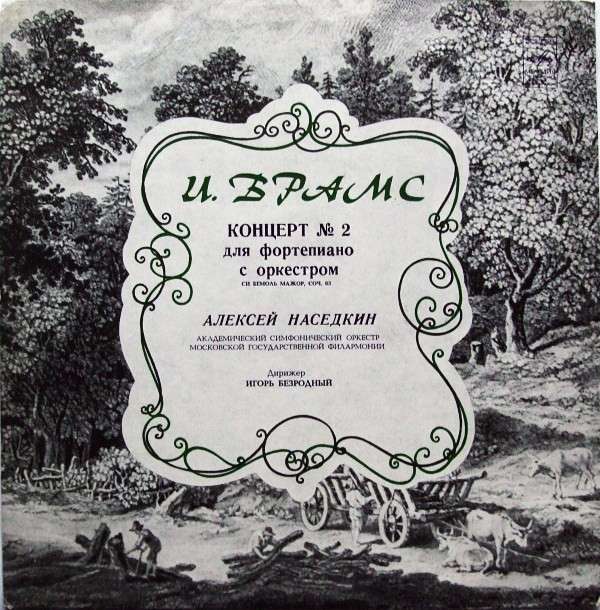 И. БРАМС
КОНЦЕРТ № 2
для фортепиано
с оркестром
СИ БЕМОЛЬ МАЖОР, СОЧ. 83
АЛЕКСЕЙ НАСЕДКИН
АКАДЕМИЧЕСКИЙ СИМФОНИЧЕСКИЙ ОРКЕСТР
МОСКОВСКОЙ ГОСУДАРСТВЕННОЙ ФИЛАРМОНИИ
Дирижер
ИГОРЬ БЕЗРОДНЫЙ